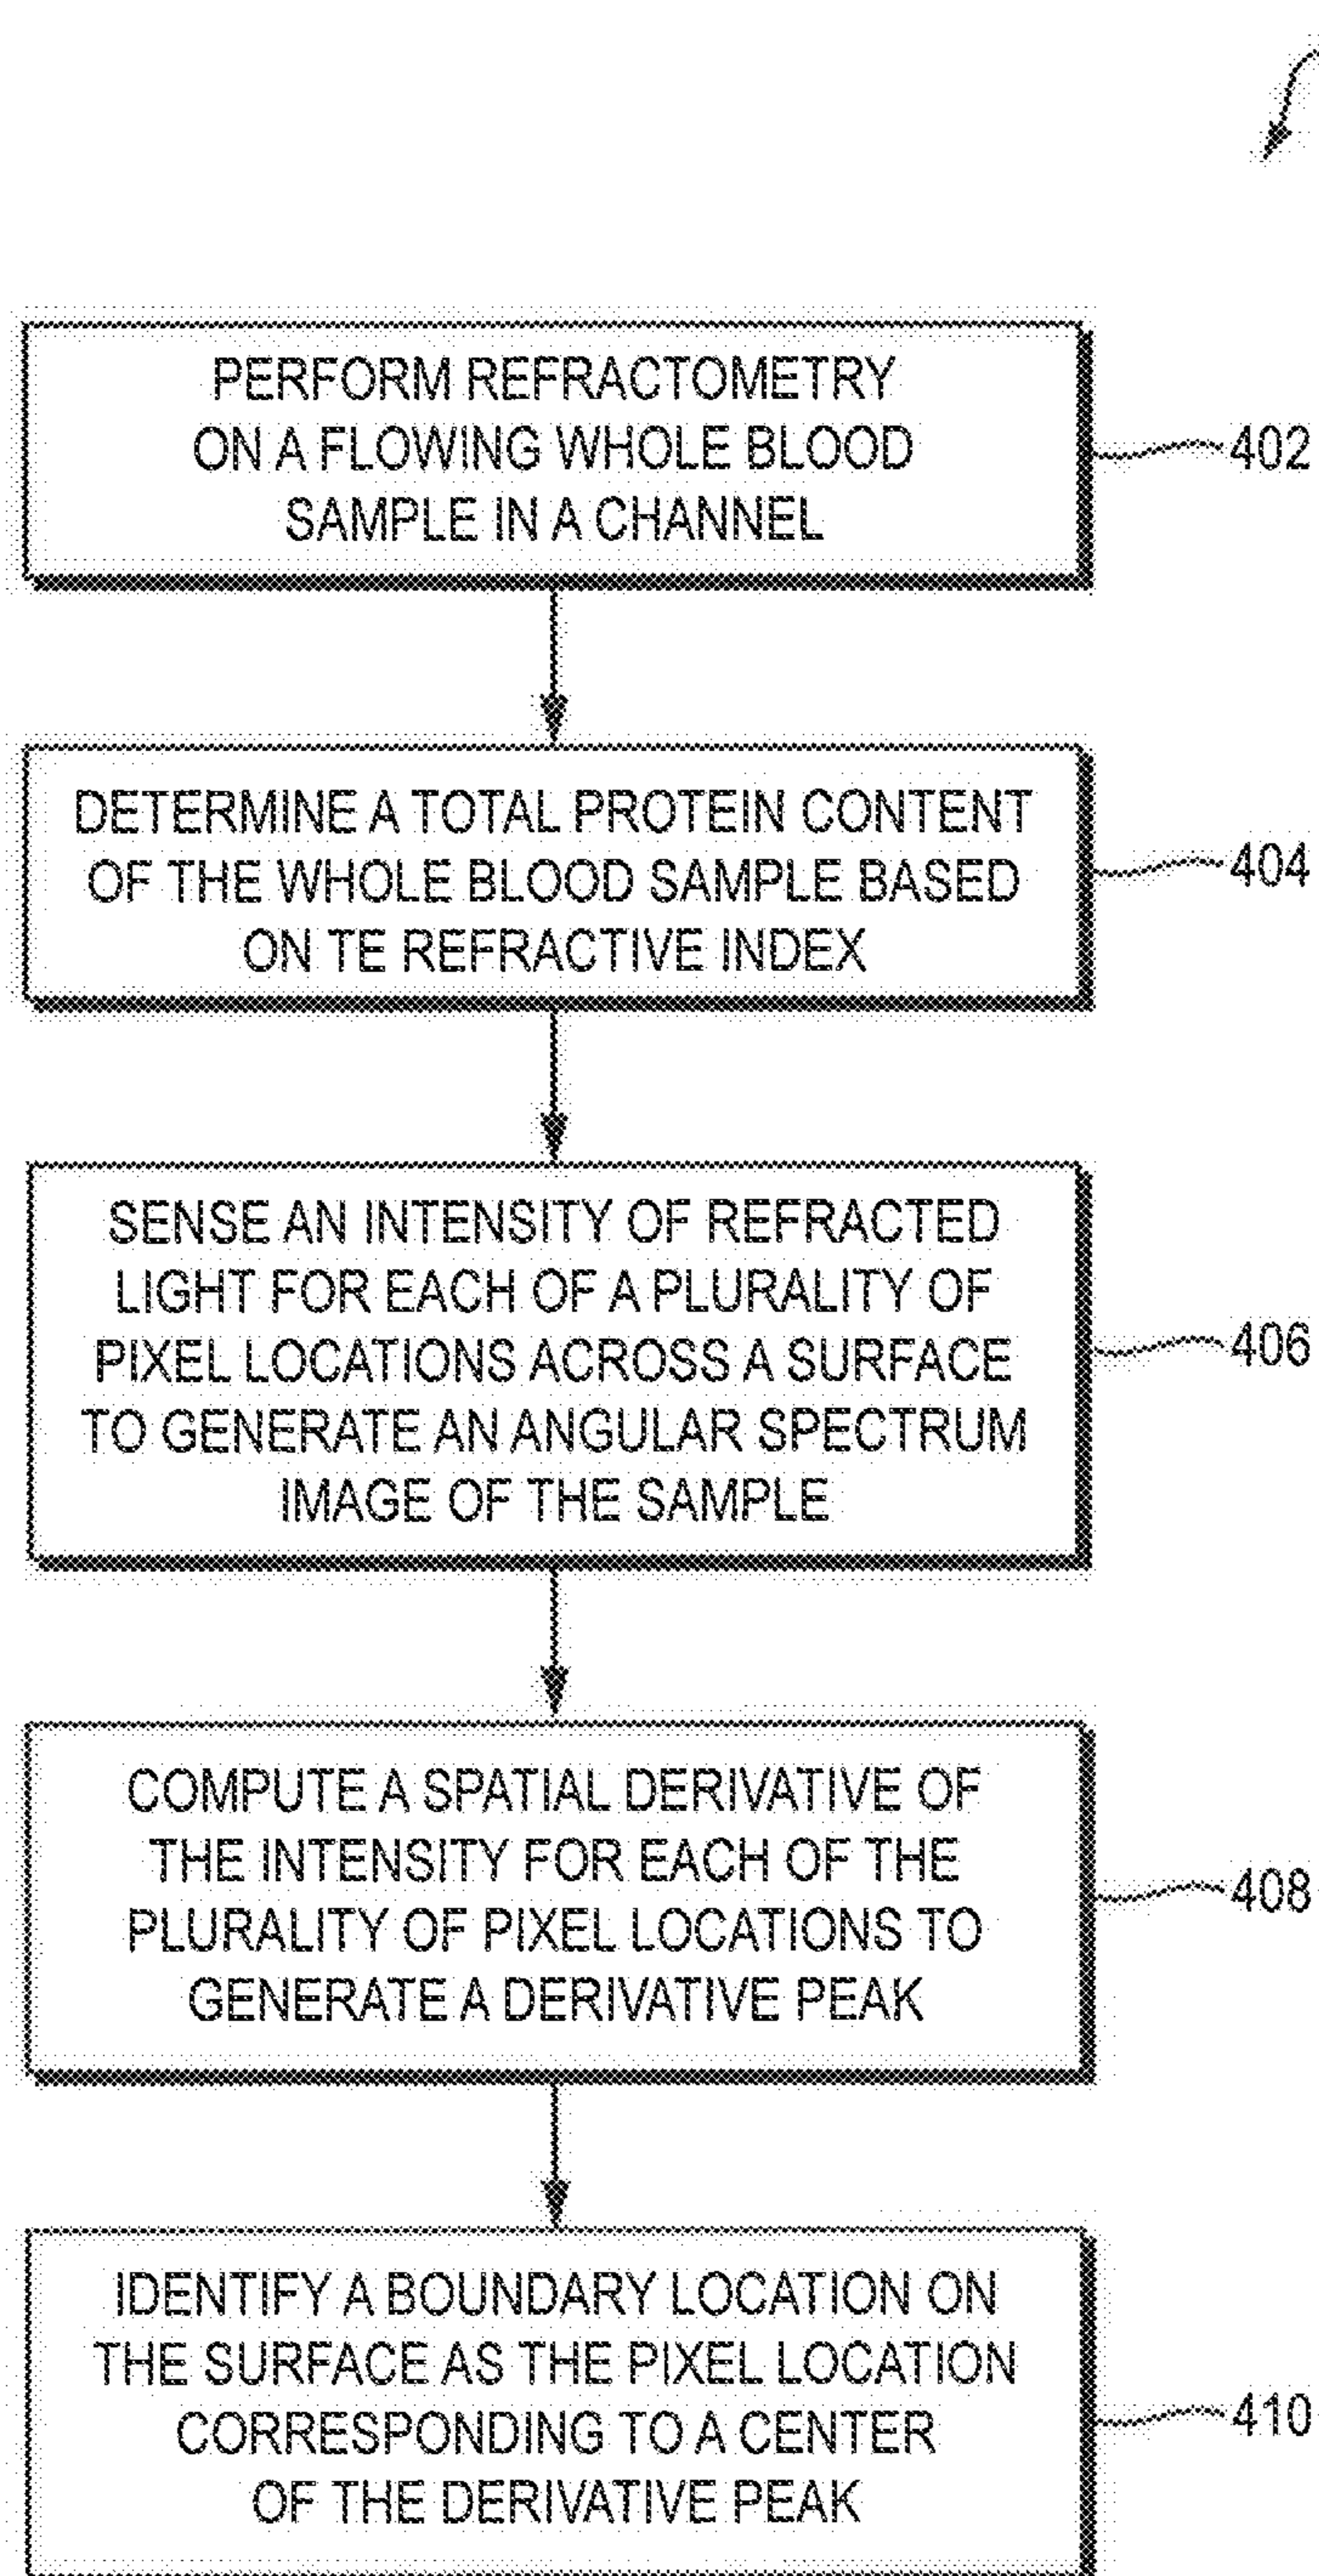 PERFORM REFRACTOMETRY
ON A FLOWING WHOLE BLOOD
SAMPLE IN A CHANNEL
402
DETERMINE A TOTAL PROTEIN CONTENT
OF THE WHOLE BLOOD SAMPLE BASED
ON TE REFRACTIVE INDEX
404
SENSE AN INTENSITY OF REFRACTED
LIGHT FOR EACH OF A PLURALITY OF
PIXEL LOCATIONS ACROSS A SURFACE
TO GENERATE AN ANGULAR SPECTRUM
IMAGE OF THE SAMPLE
406
COMPUTE A SPATIAL DERIVATIVE OF
THE INTENSITY FOR EACH OF THE
PLURALITY OF PIXEL LOCATIONS TO
GENERATE A DERIVATIVE PEAK
408
IDENTIFY A BOUNDARY LOCATION ON
THE SURFACE AS THE PIXEL LOCATION
CORRESPONDING TO A CENTER
OF THE DERIVATIVE PEAK
410